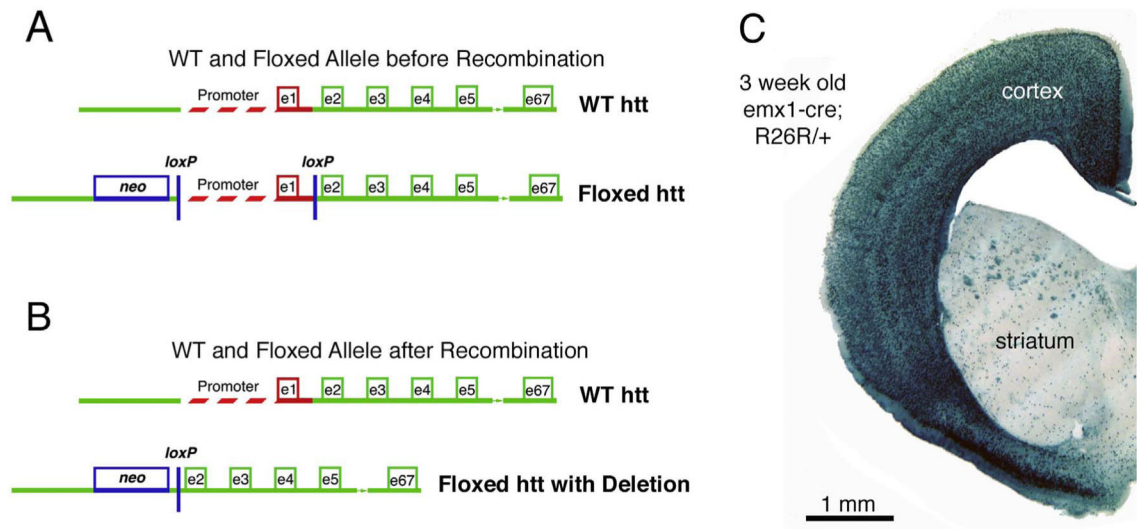 A
WT and Floxed Allele before Recombination
Promoter e1 e2 e3 e4 e5 e67 WT htt
loxP loxP
neo Promoter e1 e2 e3 e4 e5 e67 Floxed htt
B
WT and Floxed Allele after Recombination
Promoter e1 e2 e3 e4 e5 e67 WT htt
loxP
neo e2 e3 e4 e5 e67 Floxed htt with Deletion
C
3 week old
emx1-cre;
R26R/+
cortex
striatum
1 mm